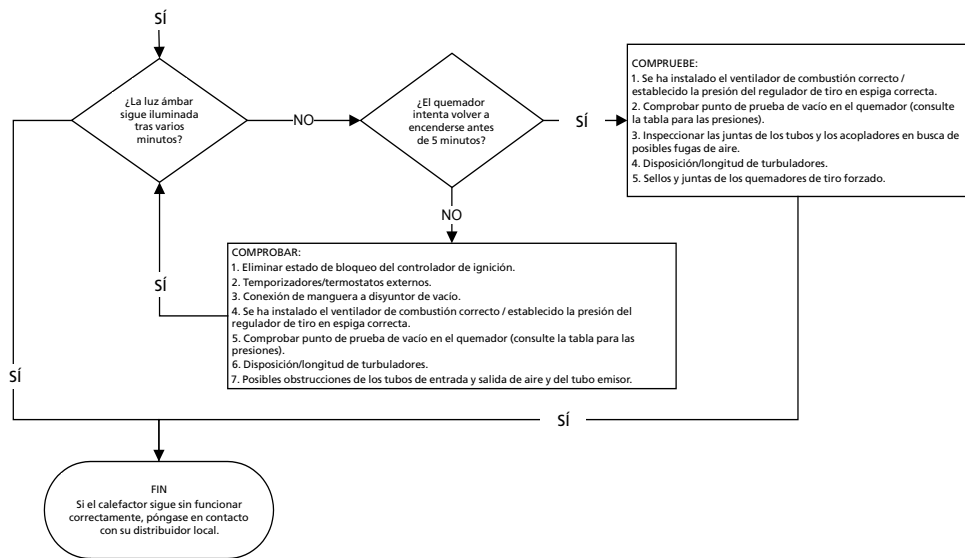 SÍ
¿La luz ámbar
sigue iluminada
tras varios
minutos?
NO
¿El quemador
intenta volver a
encenderse antes
de 5 minutos?
SÍ
COMPRUEBE:
1. Se ha instalado el ventilador de combustión correcto /
establecido la presión del regulador de tiro en espiga correcta.
2. Comprobar punto de prueba de vacío en el quemador (consulte
la tabla para las presiones).
3. Inspeccionar las juntas de los tubos y los acopladores en busca de
posibles fugas de aire.
4. Disposición/longitud de turbuladores.
5. Sellos y juntas de los quemadores de tiro forzado.
NO
SÍ
COMPROBAR:
1. Eliminar estado de bloqueo del controlador de ignición.
2. Temporizadores/termostatos externos.
3. Conexión de manguera a disyuntor de vacío.
4. Se ha instalado el ventilador de combustión correcto / establecido la presión del
regulador de tiro en espiga correcta.
5. Comprobar punto de prueba de vacío en el quemador (consulte la tabla para las
presiones).
6. Disposición/longitud de turbuladores.
7. Posibles obstrucciones de los tubos de entrada y salida de aire y del tubo emisor.
SÍ
SÍ
FIN
Si el calefactor sigue sin funcionar
correctamente, póngase en contacto
con su distribuidor local.